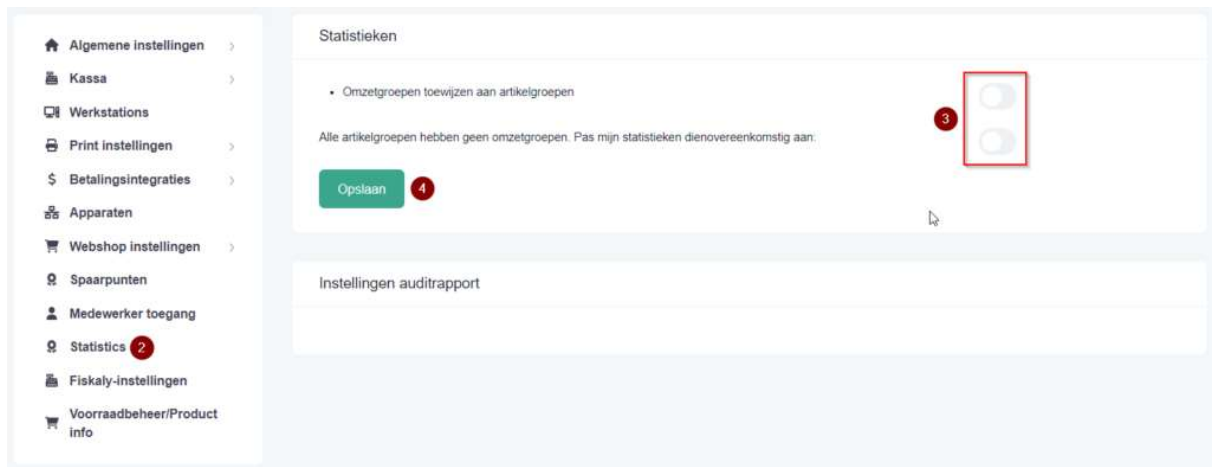 Algemene instellingen
Kassa
Werkstations
Print instellingen
Betalingsintegraties
Apparaten
Webshop instellingen
Spaarpunten
Medewerker toegang
Statistics 2
Fiskaly-instellingen
Voorraadbeheer/Product
info
Statistieken
• Omzetgroepen toewijzen aan artikelgroepen
3
Alle artikelgroepen hebben geen omzetgroepen. Pas mijn statistieken dienovereenkomstig aan:
Opslaan 4
Instellingen auditrapport